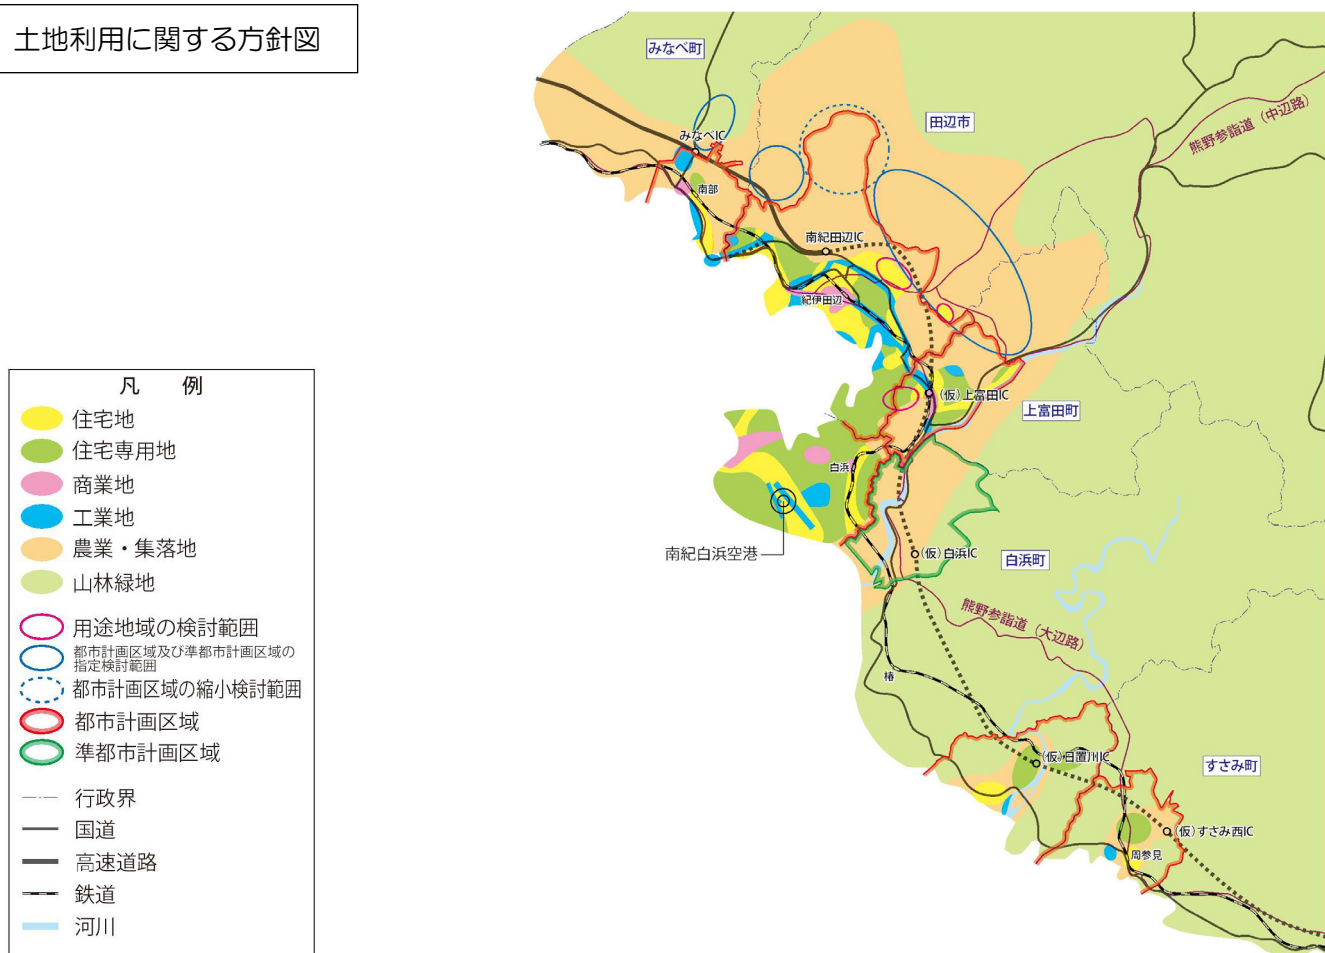 土地利用に関する方針図
みなべ町
田辺市
熊野参詣道（中辺路）
みなべIC
南部
南紀田辺IC
紀伊田辺
(仮)上富田IC
上富田町
白浜
南紀白浜空港
(仮)白浜IC
白浜町
熊野参詣道（大辺路）
椿
(仮)日置川IC
すさみ町
(仮)すさみ西IC
周参見
凡　例
住宅地
住宅専用地
商業地
工業地
農業・集落地
山林緑地
用途地域の検討範囲
都市計画区域及び準都市計画区域の
指定検討範囲
都市計画区域の縮小検討範囲
都市計画区域
準都市計画区域
行政界
国道
高速道路
鉄道
河川